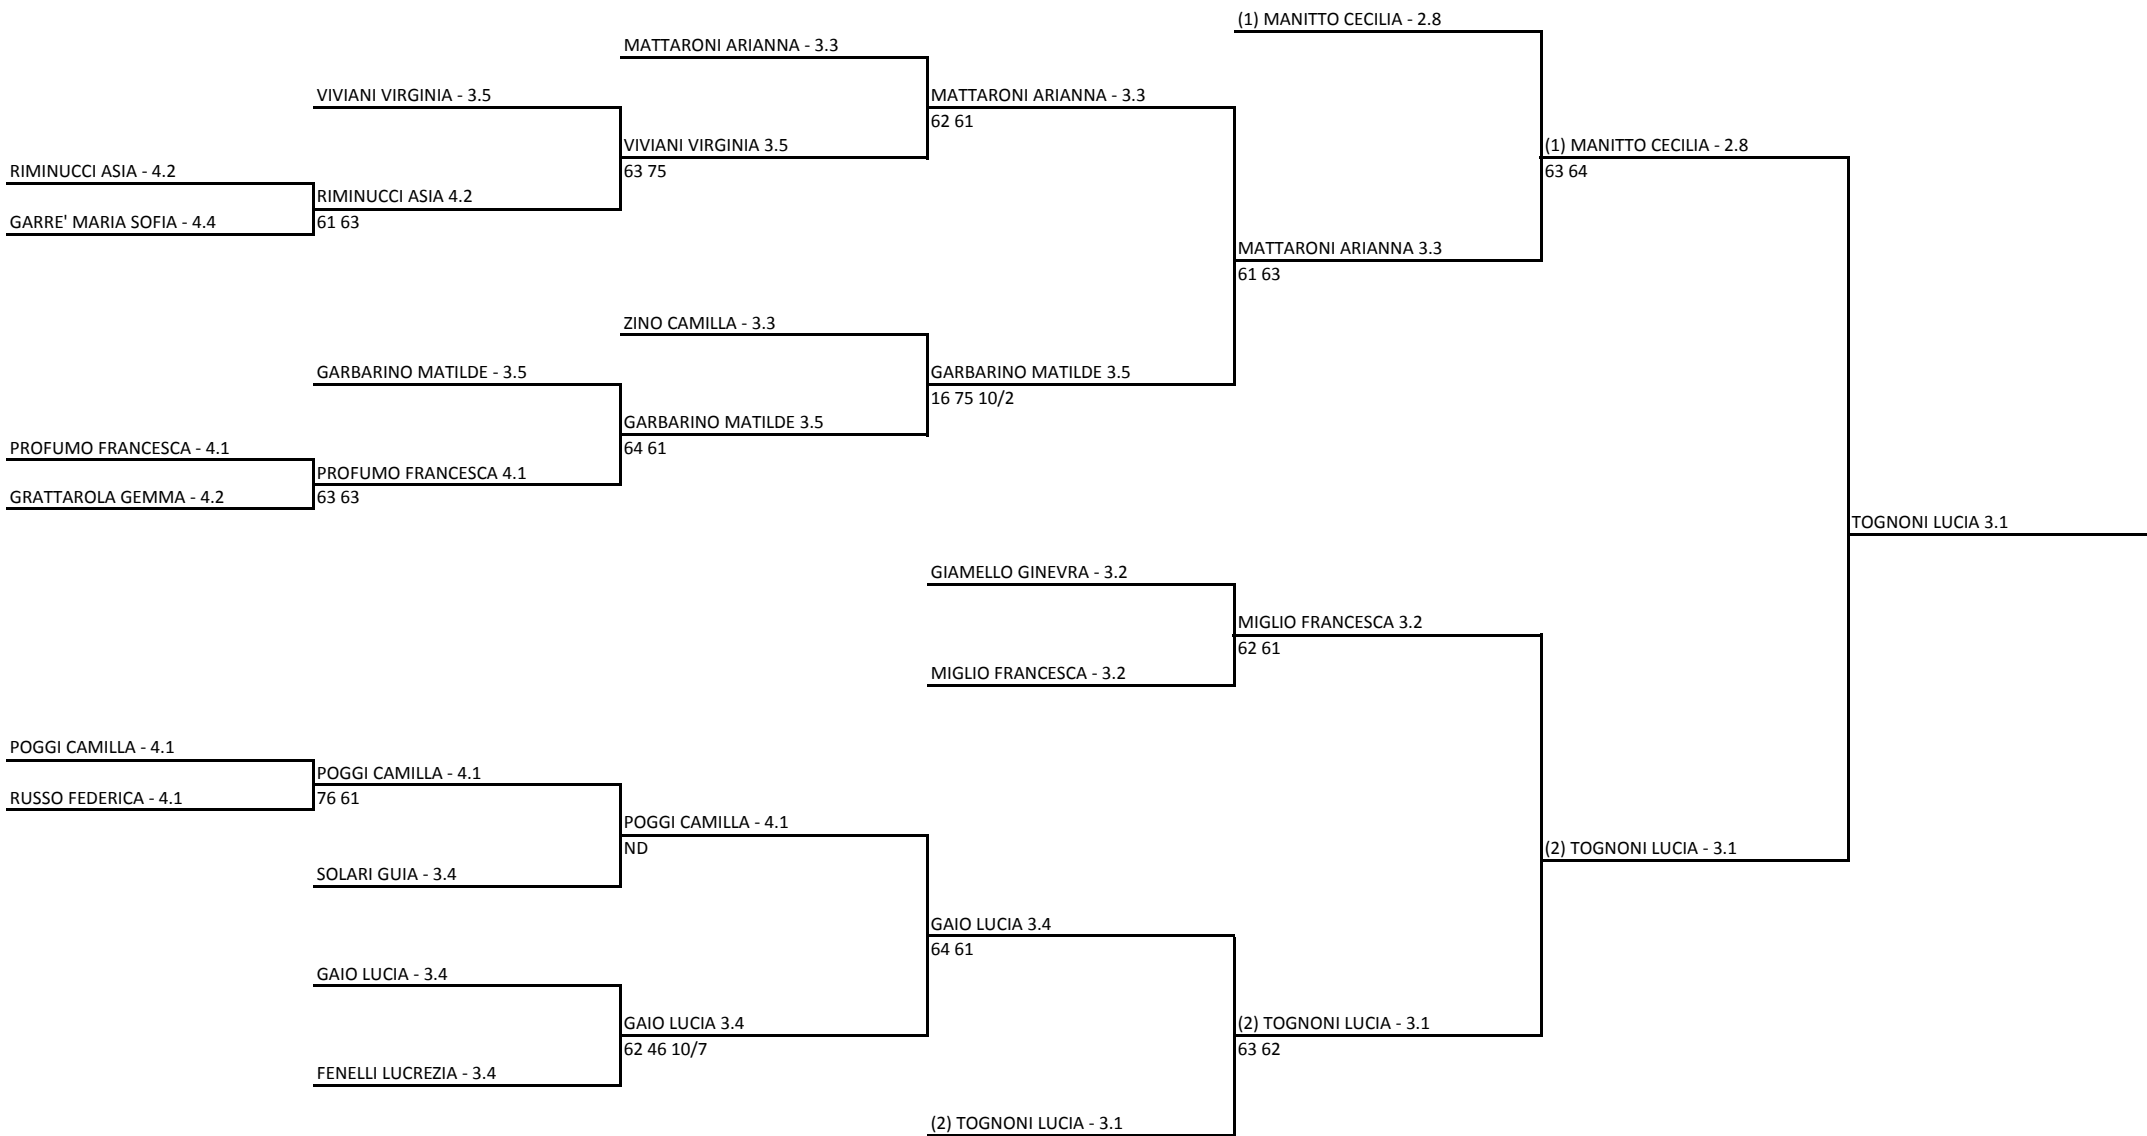 (1) MANITTO CECILIA - 2.8
MATTARONI ARIANNA - 3.3
VIVIANI VIRGINIA - 3.5
MATTARONI ARIANNA - 3.3
62 61
VIVIANI VIRGINIA 3.5
63 75
(1) MANITTO CECILIA - 2.8
63 64
RIMINUCCI ASIA - 4.2
RIMINUCCI ASIA 4.2
61 63
GARRE' MARIA SOFIA - 4.4
MATTARONI ARIANNA 3.3
61 63
ZINO CAMILLA - 3.3
GARBARINO MATILDE - 3.5
GARBARINO MATILDE 3.5
16 75 10/2
GARBARINO MATILDE 3.5
64 61
PROFUMO FRANCESCA - 4.1
PROFUMO FRANCESCA 4.1
63 63
GRATTAROLA GEMMA - 4.2
TOGNONI LUCIA 3.1
GIAMELLO GINEVRA - 3.2
MIGLIO FRANCESCA 3.2
62 61
MIGLIO FRANCESCA - 3.2
POGGI CAMILLA - 4.1
POGGI CAMILLA - 4.1
76 61
RUSSO FEDERICA - 4.1
POGGI CAMILLA - 4.1
ND
(2) TOGNONI LUCIA - 3.1
SOLARI GUIA - 3.4
GAIO LUCIA 3.4
64 61
GAIO LUCIA - 3.4
GAIO LUCIA 3.4
62 46 10/7
(2) TOGNONI LUCIA - 3.1
63 62
FENELLI LUCREZIA - 3.4
(2) TOGNONI LUCIA - 3.1